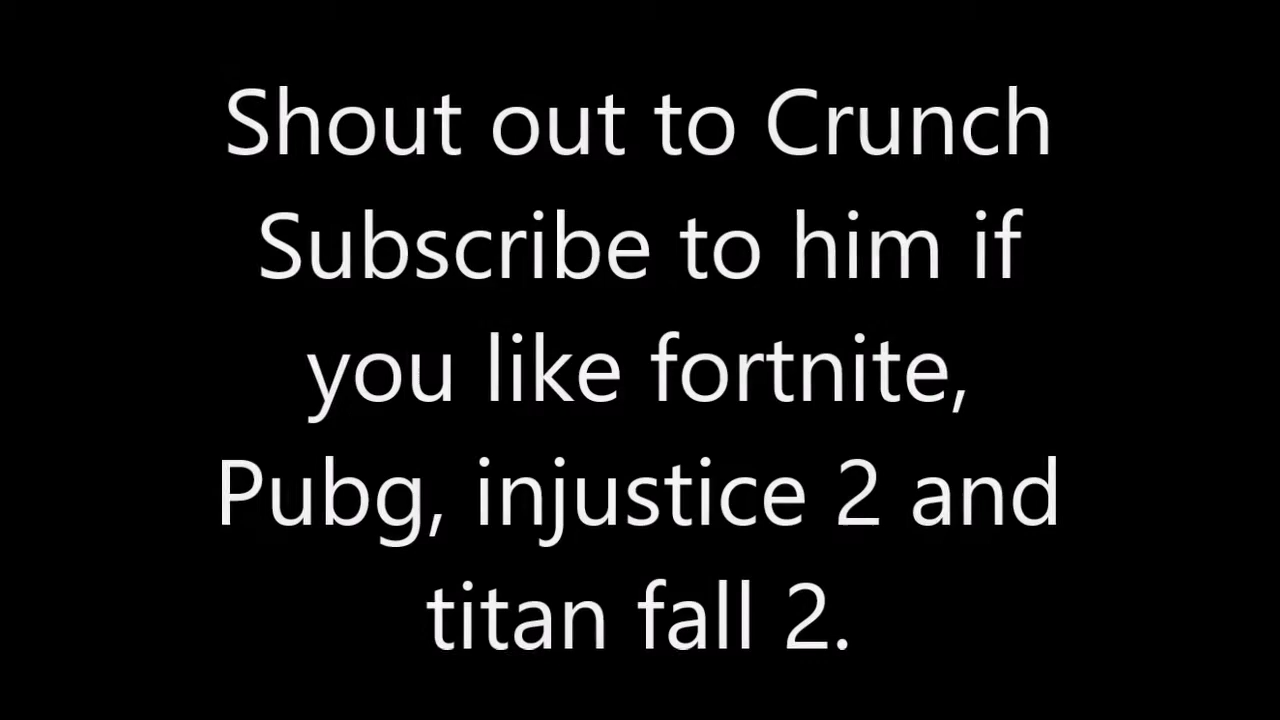 Shout out to Crunch
Subscribe to him if
you like fortnite,
Pubg, injustice 2 and
titan fall 2.